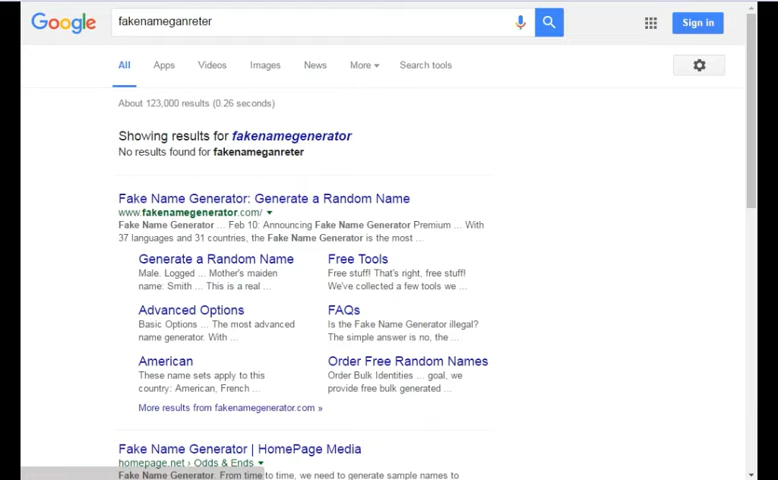 Google fakenameganreter Sign in
All Apps Videos Images News More Search tools
About 123,000 results (0.26 seconds)
Showing results for fakenamegenerator
No results found for fakenameganreter
Fake Name Generator: Generate a Random Name
www.fakenamegenerator.com/
Fake Name Generator ... Feb 10: Announcing Fake Name Generator Premium ... With
37 languages and 31 countries, the Fake Name Generator is the most ...
Generate a Random Name
Male. Logged ... Mother's maiden
name: Smith ... This is a real ...
Free Tools
Free stuff! That's right, free stuff!
We've collected a few tools we ...
Advanced Options
Basic Options ... The most advanced
name generator. With ...
FAQs
Is the Fake Name Generator illegal?
The simple answer is no, the ...
American
These name sets apply to this
country: American, French ...
Order Free Random Names
Order Bulk Identities ... goal, we
provide free bulk generated ...
More results from fakenamegenerator.com »
Fake Name Generator | HomePage Media
homepage.net › Odds & Ends
Fake Name Generator. From time to time, we need to generate sample names to